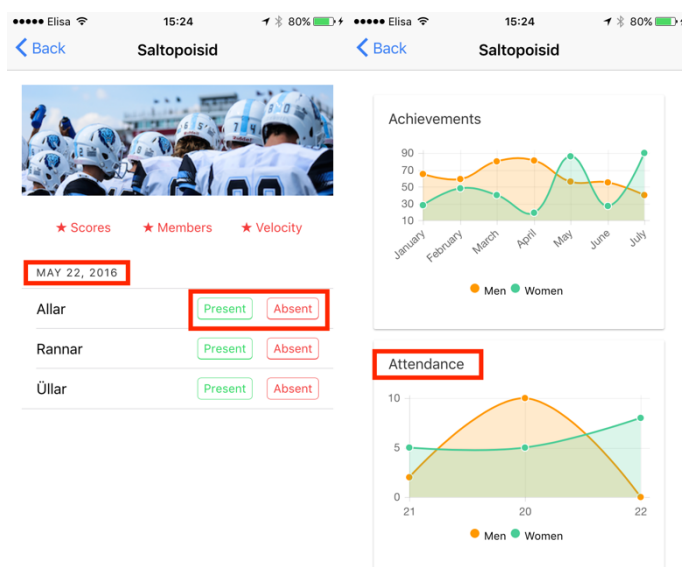 Elisa 15:24 80%
Back Saltopoisid
★ Scores ★ Members ★ Velocity
MAY 22, 2016
Allar Present Absent
Rannar Present Absent
Üllar Present Absent
Elisa 15:24 80%
Back Saltopoisid
Achievements
90
70
50
30
10
January February March April May June July
Men Women
Attendance
10
5
0
21 20 22
Men Women